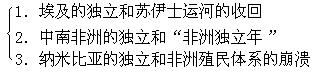 1．埃及的独立和苏伊士运河的收回
2．中南非洲的独立和“非洲独立年”
3．纳米比亚的独立和非洲殖民体系的崩溃